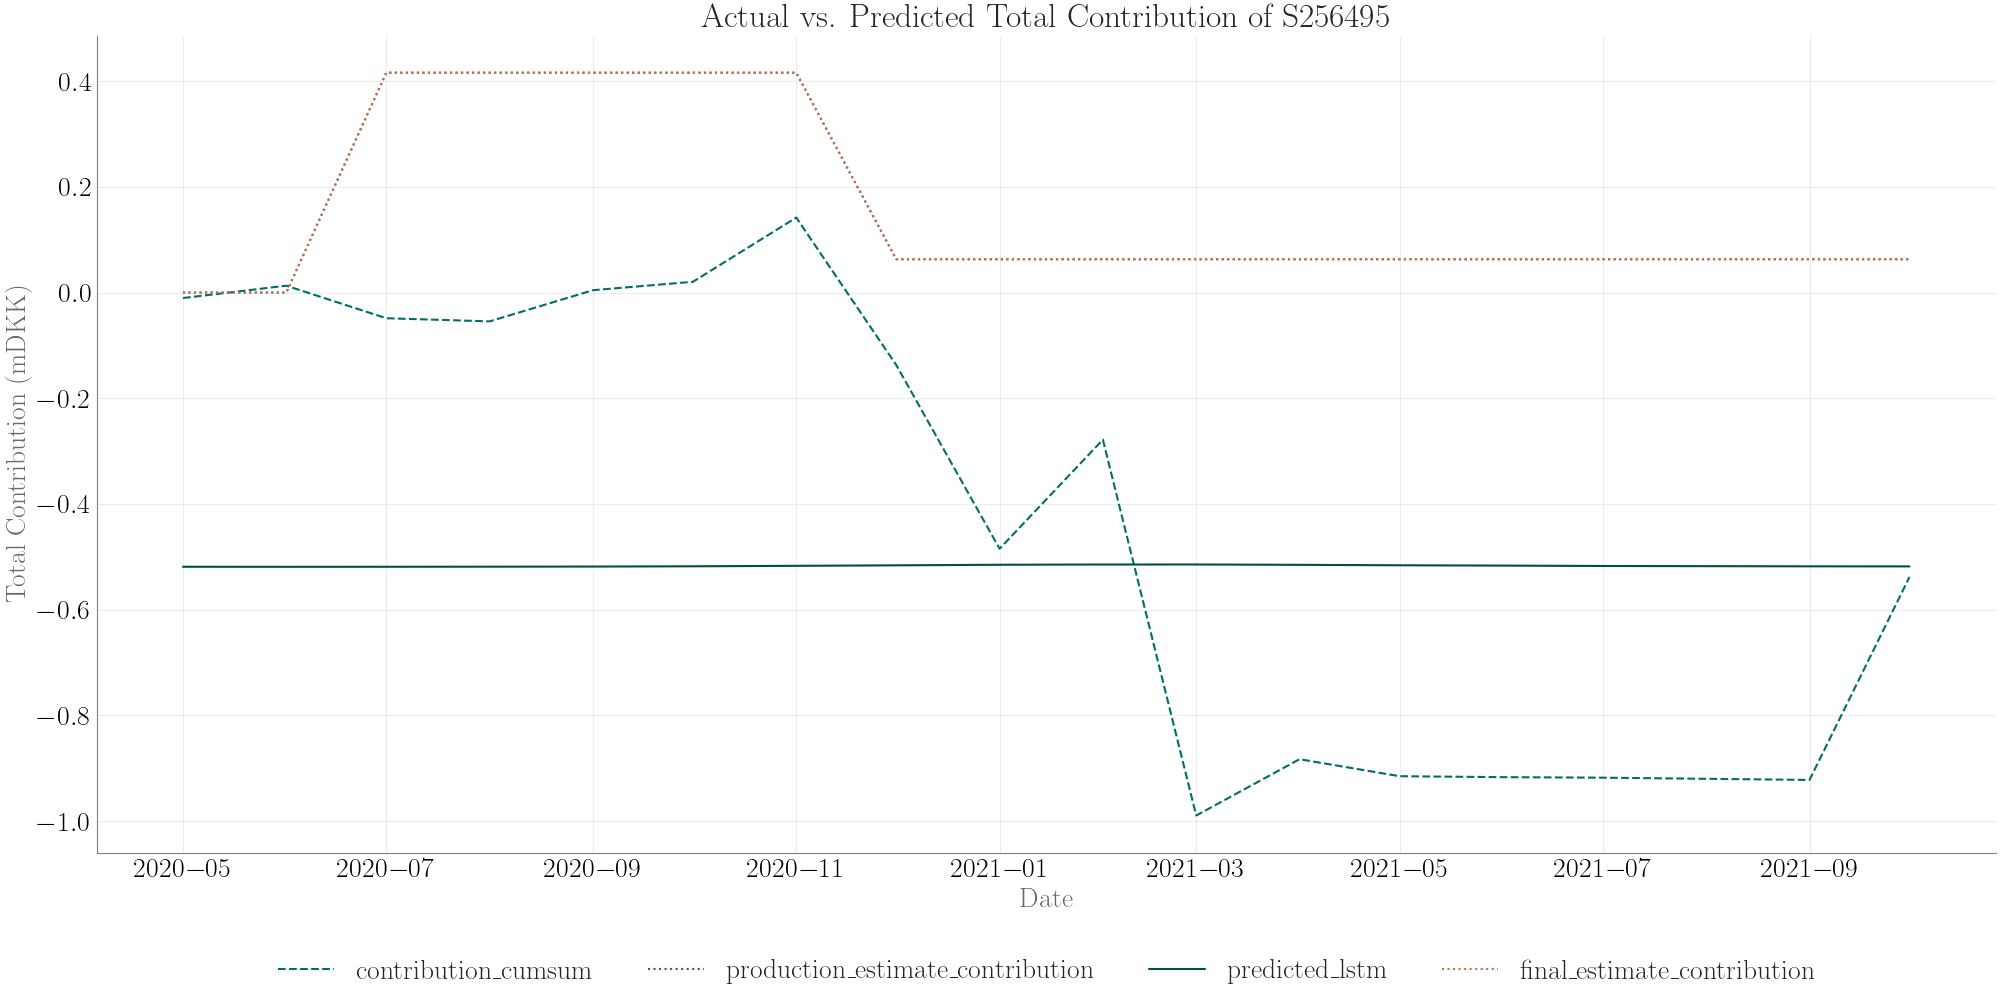 Actual vs. Predicted Total Contribution of S256495
Total Contribution (mDKK)
0.4
0.2
0.0
−0.2
−0.4
−0.6
−0.8
−1.0
2020−05 2020−07 2020−09 2020−11 2021−01 2021−03 2021−05 2021−07 2021−09
Date
contribution_cumsum production_estimate_contribution predicted_lstm final_estimate_contribution